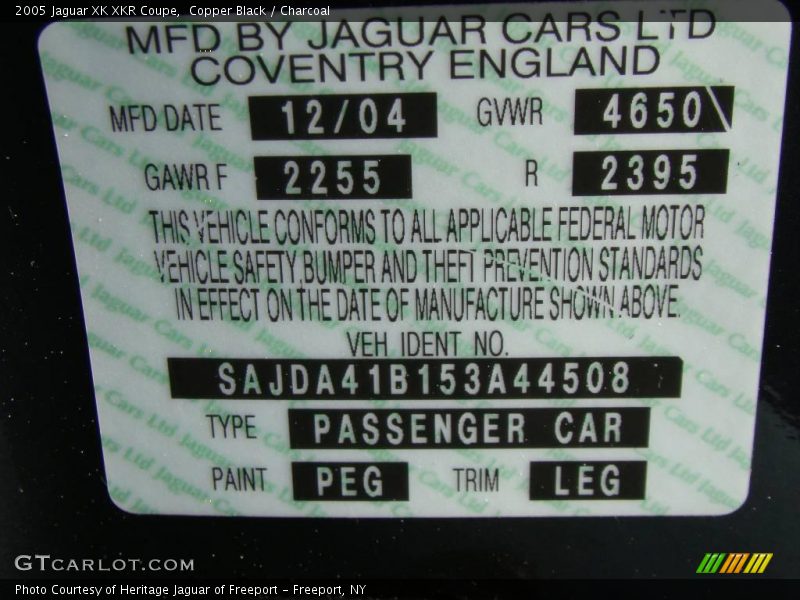 2005 Jaguar XK XKR Coupe, Copper Black / Charcoal
MFD BY JAGUAR CARS LTD
COVENTRY ENGLAND
MFD DATE 12/04 GVWR 4650
GAWR F 2255 R 2395
THIS VEHICLE CONFORMS TO ALL APPLICABLE FEDERAL MOTOR
VEHICLE SAFETY BUMPER AND THEFT PREVENTION STANDARDS
IN EFFECT ON THE DATE OF MANUFACTURE SHOWN ABOVE.
VEH IDENT NO.
SAJDA41B153A44508
TYPE PASSENGER CAR
PAINT PEG TRIM LEG
GTCARLOT.COM
Photo Courtesy of Heritage Jaguar of Freeport - Freeport, NY